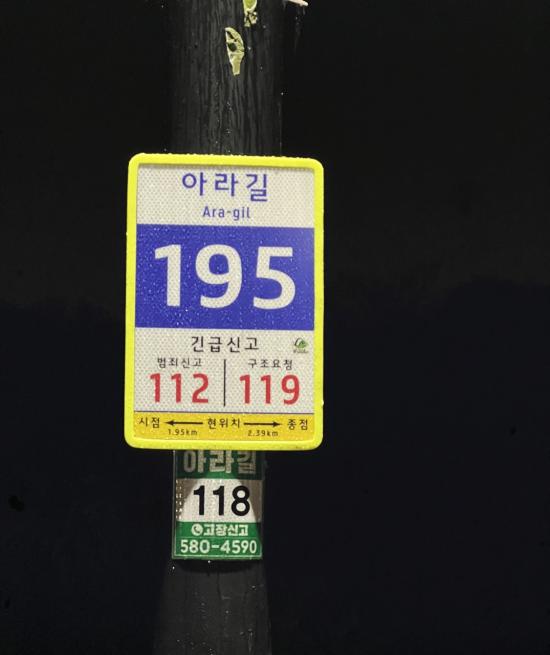 아라길
Ara-gil
195
긴급신고
범죄신고 구조요청
112 119
시점 현위치 종점
1.95km 2.39km
아라길
118
고장신고
580-4590